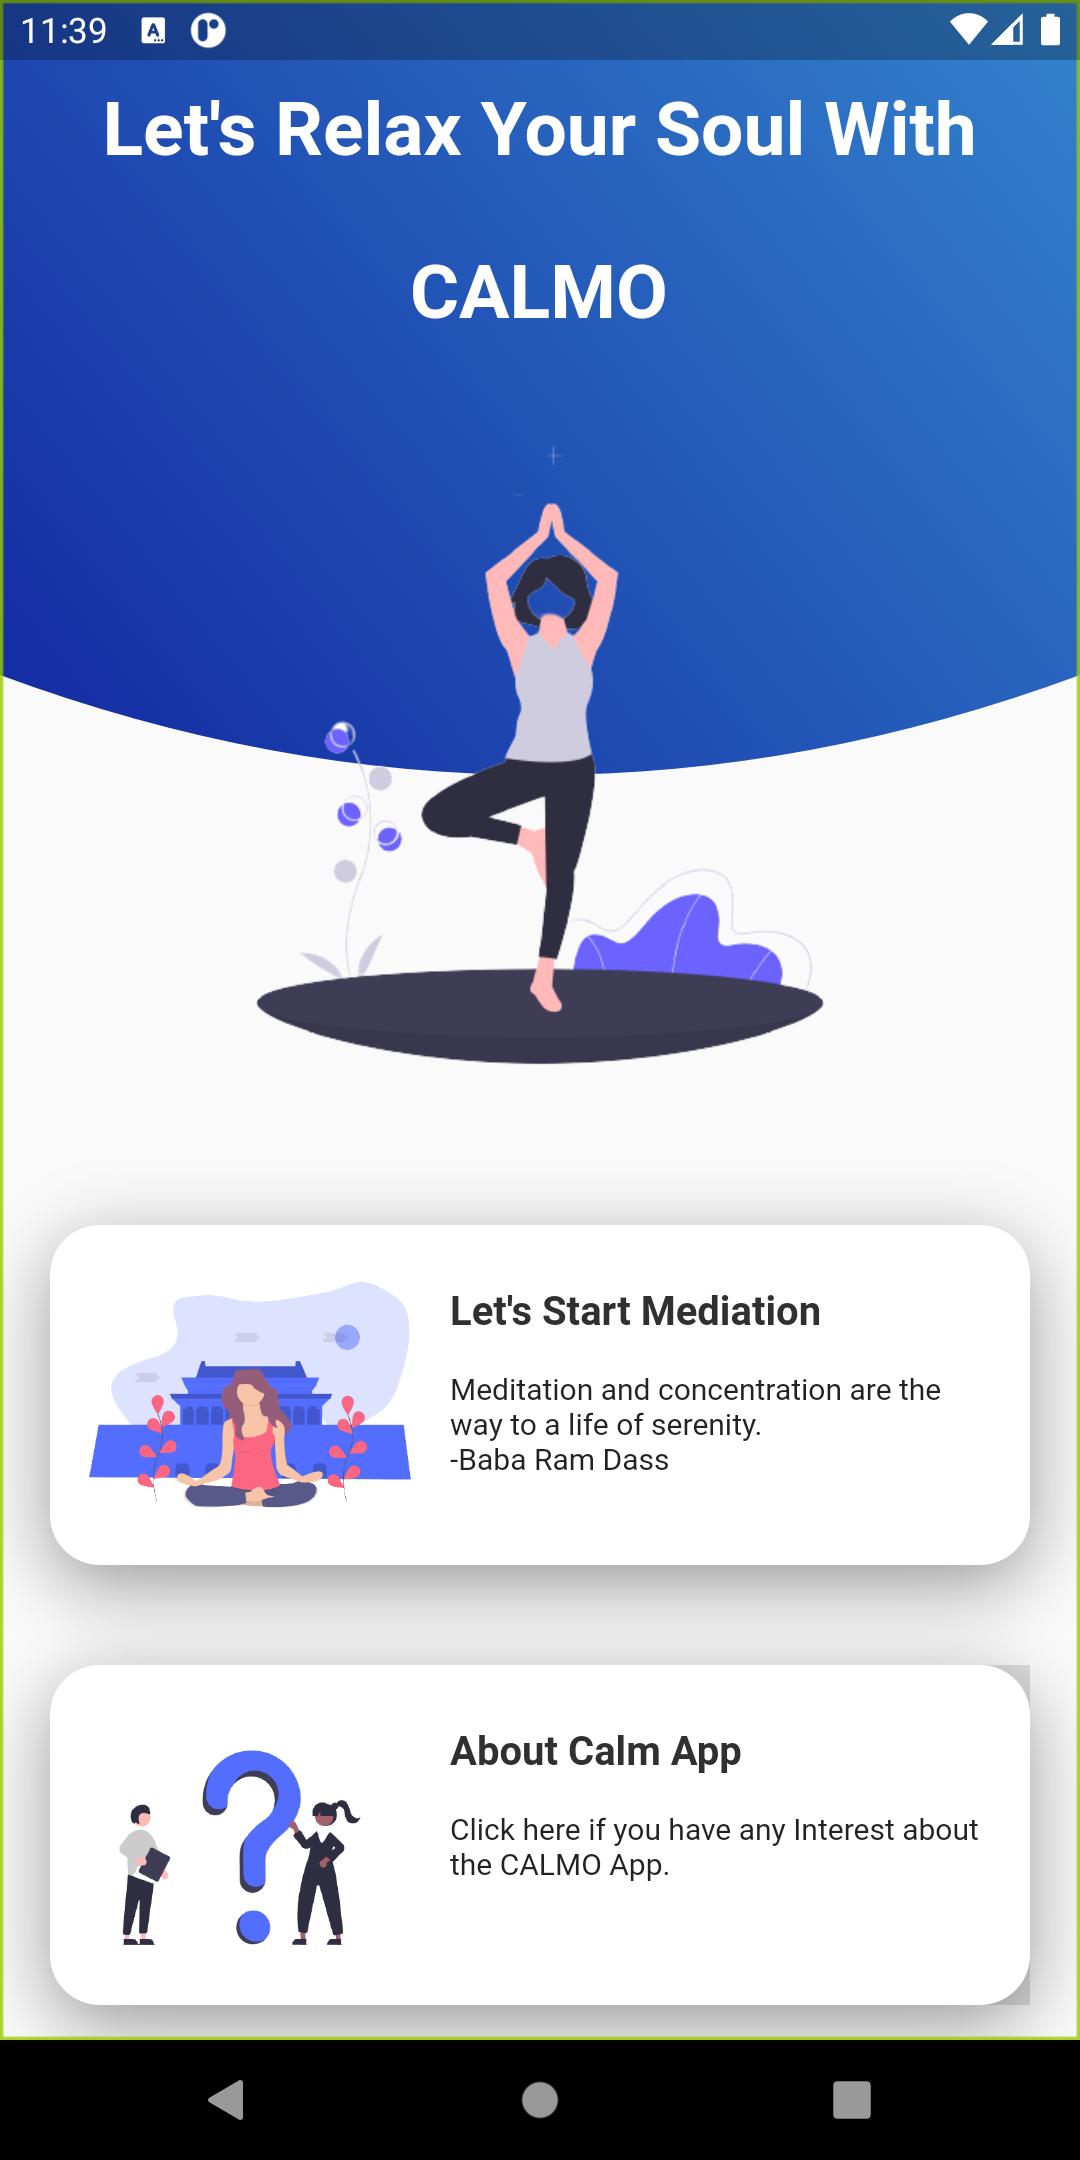 11:39
Let's Relax Your Soul With
CALMO
Let's Start Mediation
Meditation and concentration are the
way to a life of serenity.
-Baba Ram Dass
About Calm App
Click here if you have any Interest about
the CALMO App.